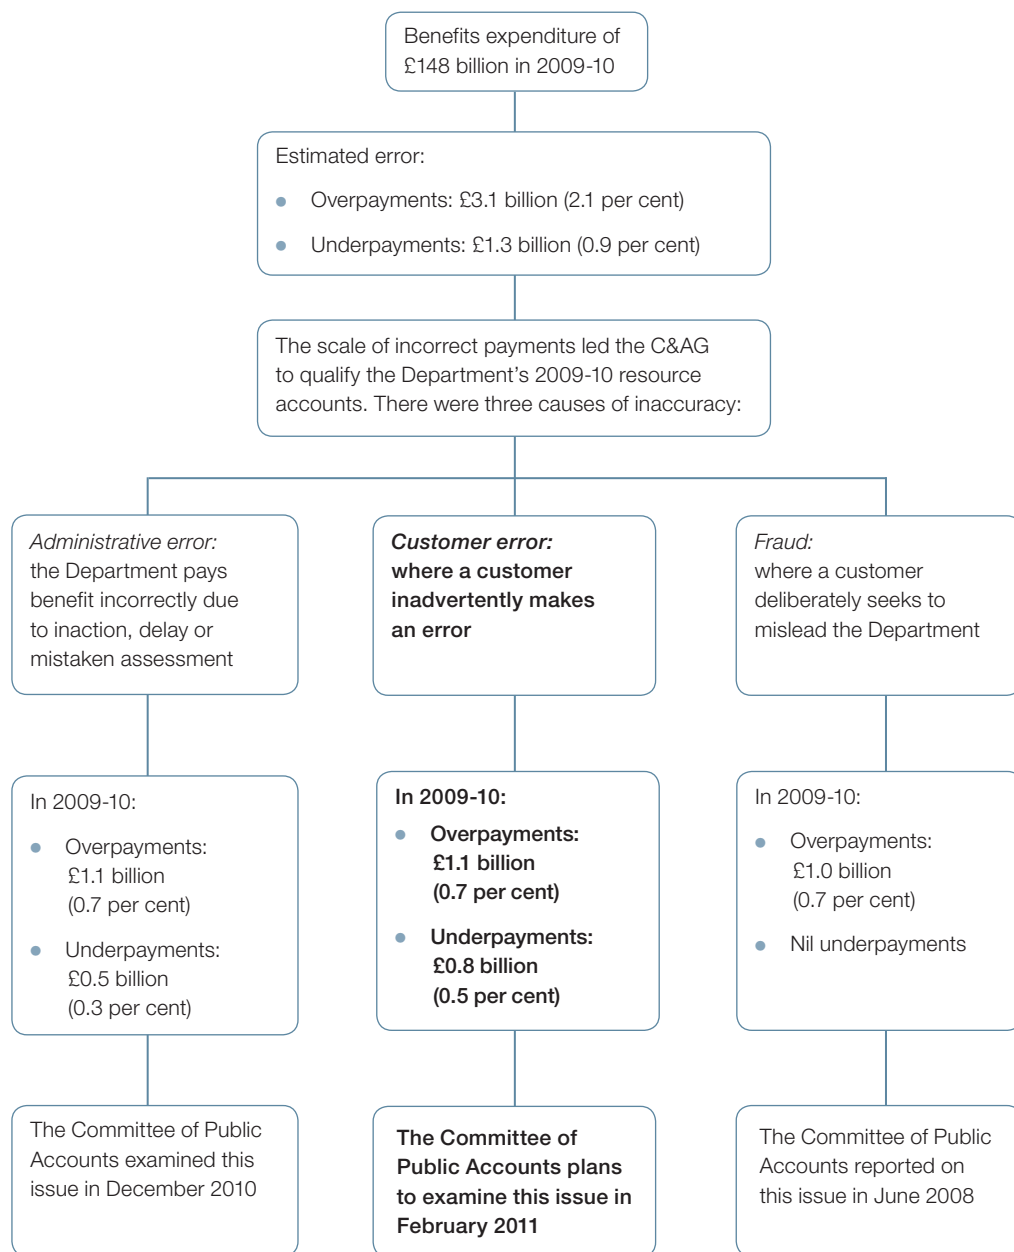 Benefits expenditure of
£148 billion in 2009-10
Estimated error:
• Overpayments: £3.1 billion (2.1 per cent)
• Underpayments: £1.3 billion (0.9 per cent)
The scale of incorrect payments led the C&AG
to qualify the Department’s 2009-10 resource
accounts. There were three causes of inaccuracy:
Administrative error:
the Department pays
benefit incorrectly due
to inaction, delay or
mistaken assessment
Customer error:
where a customer
inadvertently makes
an error
Fraud:
where a customer
deliberately seeks to
mislead the Department
In 2009-10:
• Overpayments:
£1.1 billion
(0.7 per cent)
• Underpayments:
£0.5 billion
(0.3 per cent)
In 2009-10:
• Overpayments:
£1.1 billion
(0.7 per cent)
• Underpayments:
£0.8 billion
(0.5 per cent)
In 2009-10:
• Overpayments:
£1.0 billion
(0.7 per cent)
• Nil underpayments
The Committee of Public
Accounts examined this
issue in December 2010
The Committee of
Public Accounts plans
to examine this issue in
February 2011
The Committee of Public
Accounts reported on
this issue in June 2008